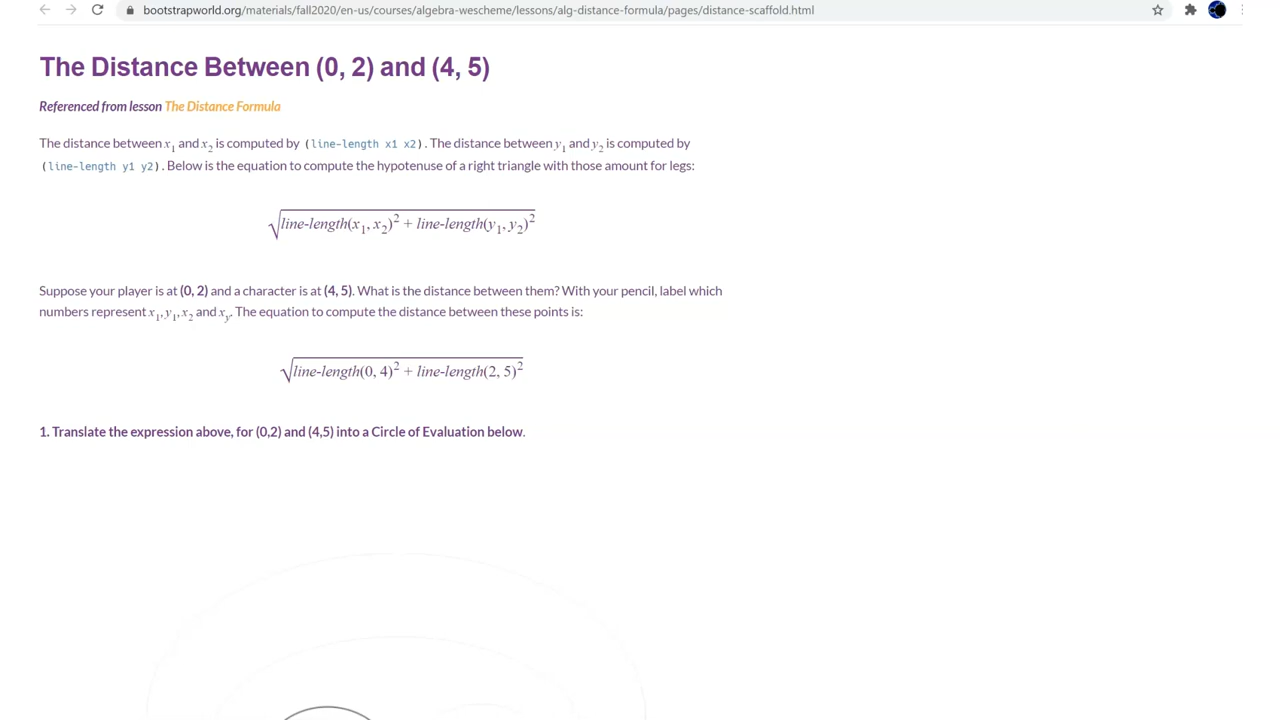 bootstrapworld.org/materials/fall2020/en-us/courses/algebra-wescheme/lessons/alg-distance-formula/pages/distance-scaffold.html
The Distance Between (0, 2) and (4, 5)
Referenced from lesson The Distance Formula
The distance between x₁ and x₂ is computed by (line-length x1 x2). The distance between y₁ and y₂ is computed by
(line-length y1 y2). Below is the equation to compute the hypotenuse of a right triangle with those amount for legs:
√line-length(x₁, x₂)² + line-length(y₁, y₂)²
Suppose your player is at (0, 2) and a character is at (4, 5). What is the distance between them? With your pencil, label which
numbers represent x₁, y₁, x₂ and xᵧ. The equation to compute the distance between these points is:
√line-length(0, 4)² + line-length(2, 5)²
1. Translate the expression above, for (0,2) and (4,5) into a Circle of Evaluation below.